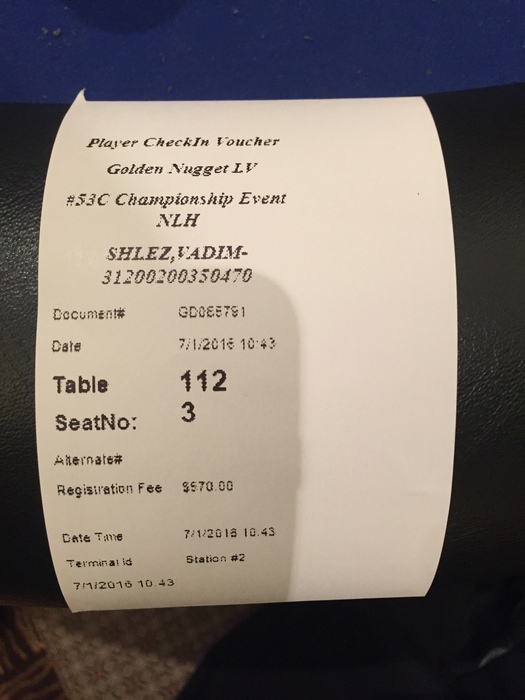 Player CheckIn Voucher
Golden Nugget LV
#53C Championship Event
NLH
SHLEZ,VADIM-
31200200350470
Document# GD0E5791
Date 7/1/2016 10:43
Table 112
SeatNo: 3
Alternate#
Registration Fee $570.00
Date Time 7/1/2016 10:43
Terminal Id Station #2
7/1/2016 10:43